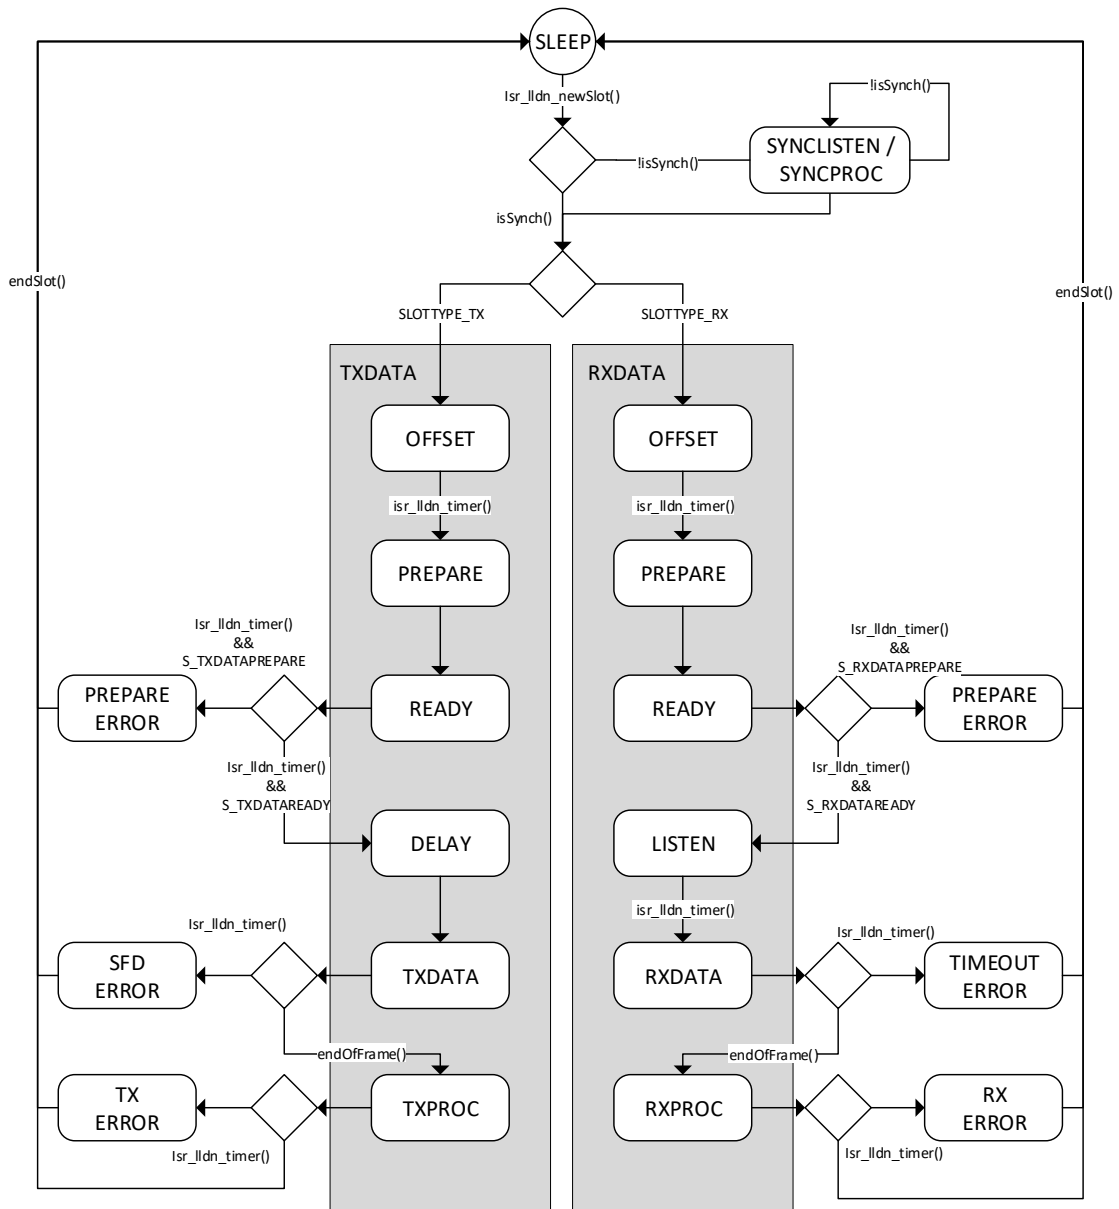 SLEEP
Isr_lldn_newSlot()
!isSynch()
SYNCLISTEN /
SYNCPROC
!isSynch()
isSynch()
endSlot()
endSlot()
SLOTTYPE_TX
SLOTTYPE_RX
TXDATA
RXDATA
OFFSET
OFFSET
isr_lldn_timer()
isr_lldn_timer()
PREPARE
PREPARE
Isr_lldn_timer()
&&
S_TXDATAPREPARE
Isr_lldn_timer()
&&
S_RXDATAPREPARE
PREPARE
ERROR
READY
READY
PREPARE
ERROR
Isr_lldn_timer()
&&
S_TXDATAREADY
Isr_lldn_timer()
&&
S_RXDATAREADY
DELAY
LISTEN
isr_lldn_timer()
Isr_lldn_timer()
Isr_lldn_timer()
SFD
ERROR
TXDATA
RXDATA
TIMEOUT
ERROR
endOfFrame()
endOfFrame()
TX
ERROR
TXPROC
RXPROC
RX
ERROR
Isr_lldn_timer()
Isr_lldn_timer()